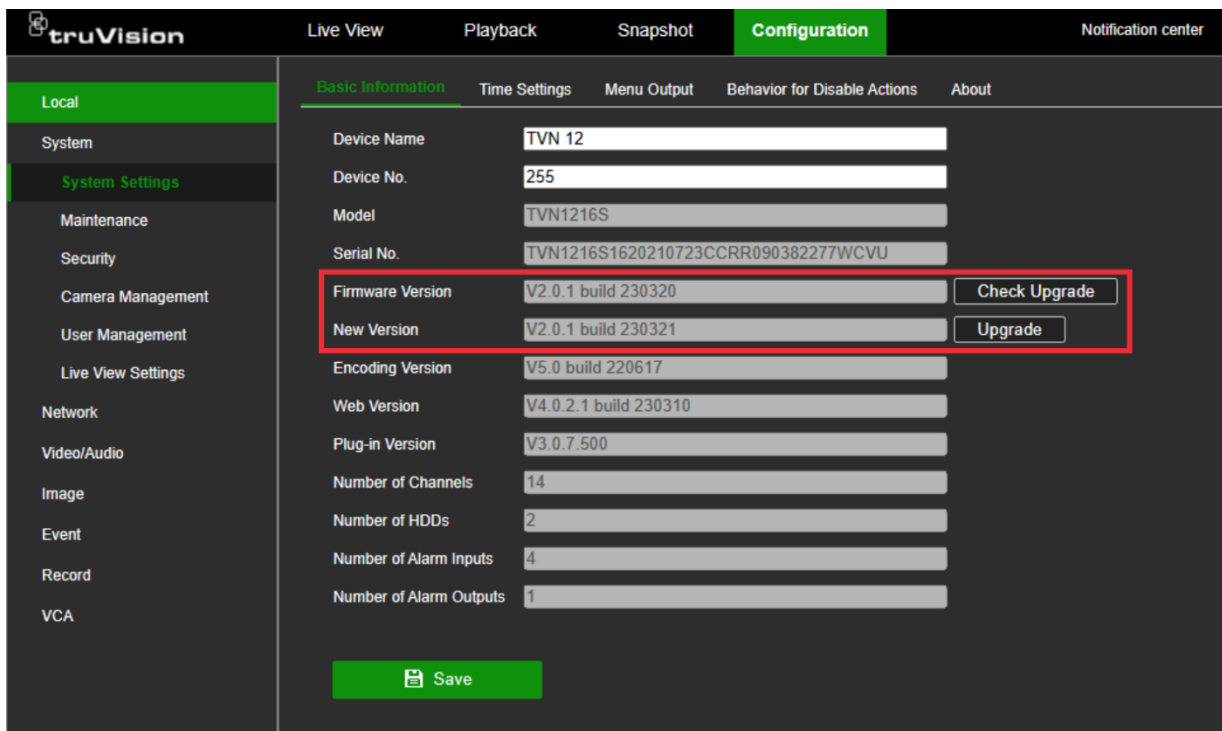 truVision Live View Playback Snapshot Configuration Notification center
Local
System
System Settings
Maintenance
Security
Camera Management
User Management
Live View Settings
Network
Video/Audio
Image
Event
Record
VCA
Basic Information Time Settings Menu Output Behavior for Disable Actions About
Device Name TVN 12
Device No. 255
Model TVN1216S
Serial No. TVN1216S1620210723CCRR090382277WCVU
Firmware Version V2.0.1 build 230320 Check Upgrade
New Version V2.0.1 build 230321 Upgrade
Encoding Version V5.0 build 220617
Web Version V4.0.2.1 build 230310
Plug-in Version V3.0.7.500
Number of Channels 14
Number of HDDs 2
Number of Alarm Inputs 4
Number of Alarm Outputs 1
Save